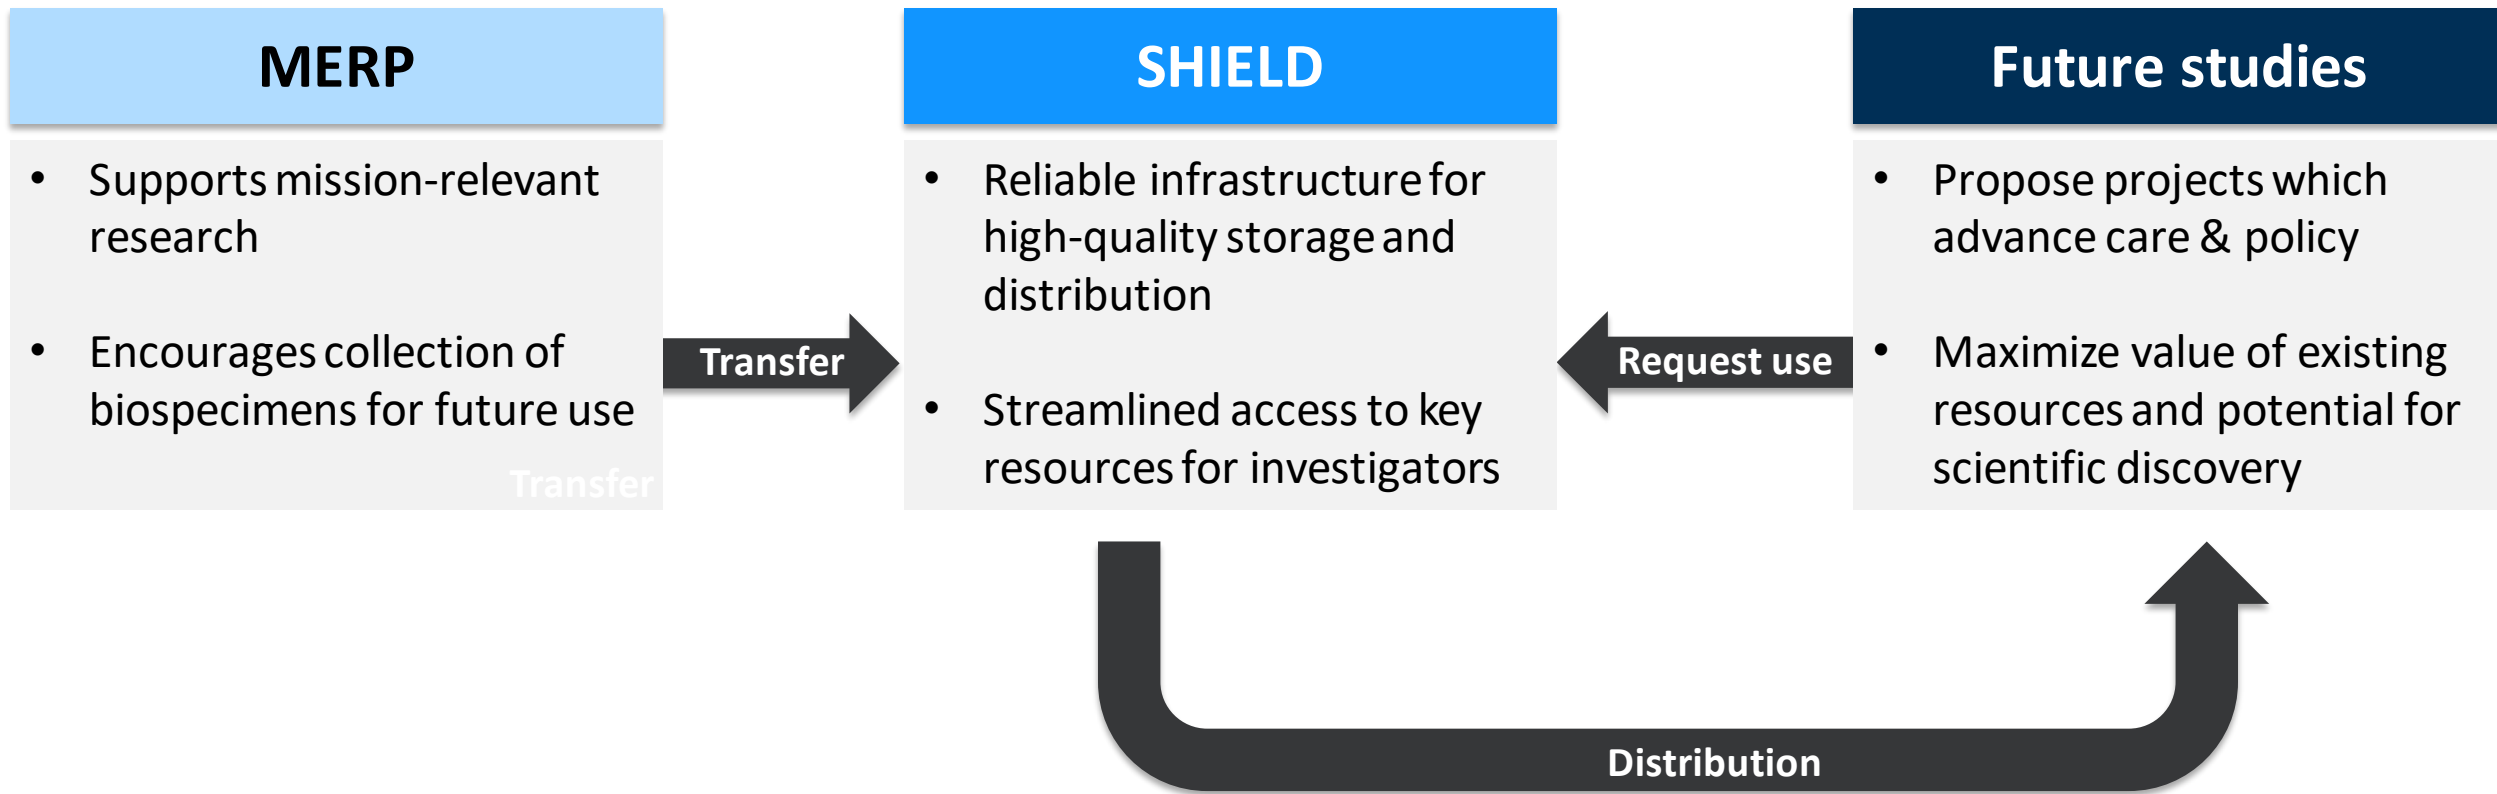 MERP
• Supports mission-relevant
research
• Encourages collection of
biospecimens for future use
Transfer
Transfer
SHIELD
• Reliable infrastructure for
high-quality storage and
distribution
• Streamlined access to key
resources for investigators
Request use
Future studies
• Propose projects which
advance care & policy
• Maximize value of existing
resources and potential for
scientific discovery
Distribution